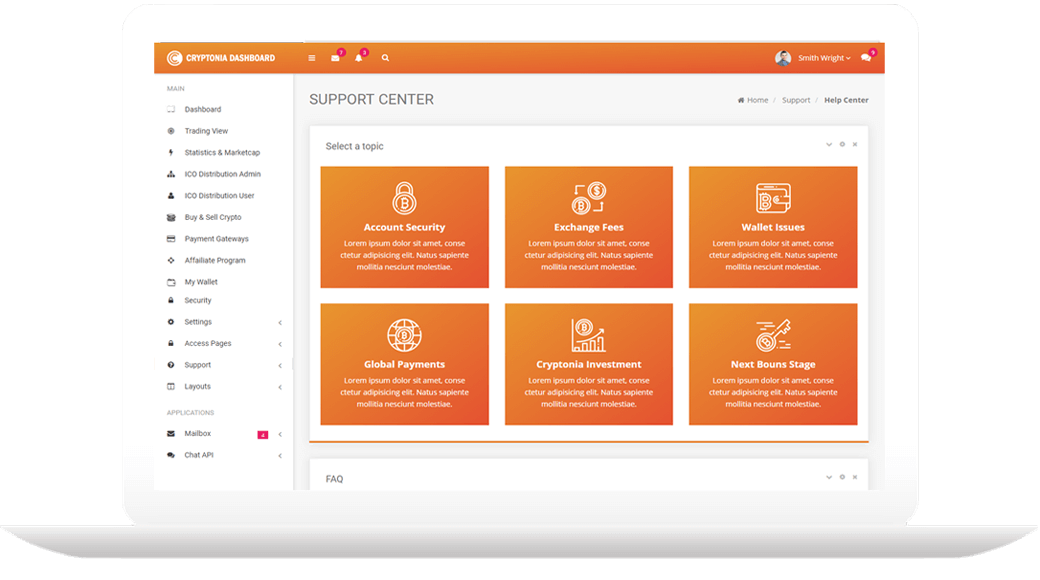 CRYPTONIA DASHBOARD
7
3
Smith Wright
9
MAIN
Dashboard
Trading View
Statistics & Marketcap
ICO Distribution Admin
ICO Distribution User
Buy & Sell Crypto
Payment Gateways
Affailiate Program
My Wallet
Security
Settings
Access Pages
Support
Layouts
APPLICATIONS
Mailbox 4
Chat API
SUPPORT CENTER
Home / Support / Help Center
Select a topic
Account Security
Lorem ipsum dolor sit amet, conse
ctetur adipisicing elit. Natus sapiente
mollitia nesciunt molestiae.
Exchange Fees
Lorem ipsum dolor sit amet, conse
ctetur adipisicing elit. Natus sapiente
mollitia nesciunt molestiae.
Wallet Issues
Lorem ipsum dolor sit amet, conse
ctetur adipisicing elit. Natus sapiente
mollitia nesciunt molestiae.
Global Payments
Lorem ipsum dolor sit amet, conse
ctetur adipisicing elit. Natus sapiente
mollitia nesciunt molestiae.
Cryptonia Investment
Lorem ipsum dolor sit amet, conse
ctetur adipisicing elit. Natus sapiente
mollitia nesciunt molestiae.
Next Bouns Stage
Lorem ipsum dolor sit amet, conse
ctetur adipisicing elit. Natus sapiente
mollitia nesciunt molestiae.
FAQ